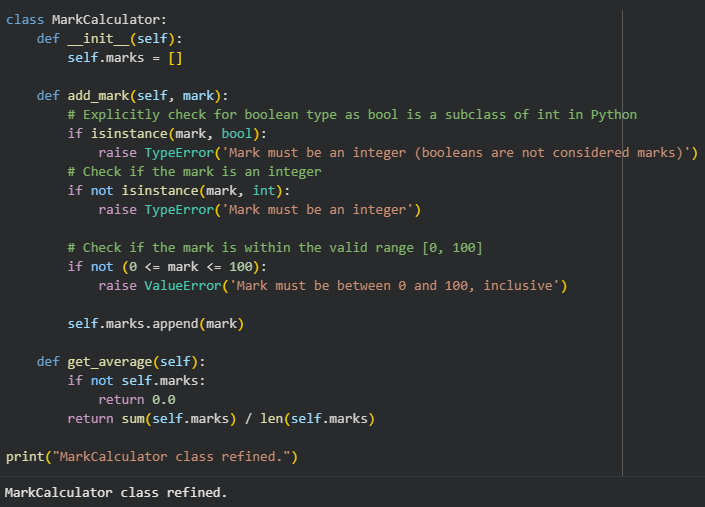 class MarkCalculator:
    def __init__(self):
        self.marks = []

    def add_mark(self, mark):
        # Explicitly check for boolean type as bool is a subclass of int in Python
        if isinstance(mark, bool):
            raise TypeError('Mark must be an integer (booleans are not considered marks)')
        # Check if the mark is an integer
        if not isinstance(mark, int):
            raise TypeError('Mark must be an integer')

        # Check if the mark is within the valid range [0, 100]
        if not (0 <= mark <= 100):
            raise ValueError('Mark must be between 0 and 100, inclusive')

        self.marks.append(mark)

    def get_average(self):
        if not self.marks:
            return 0.0
        return sum(self.marks) / len(self.marks)

print("MarkCalculator class refined.")
MarkCalculator class refined.